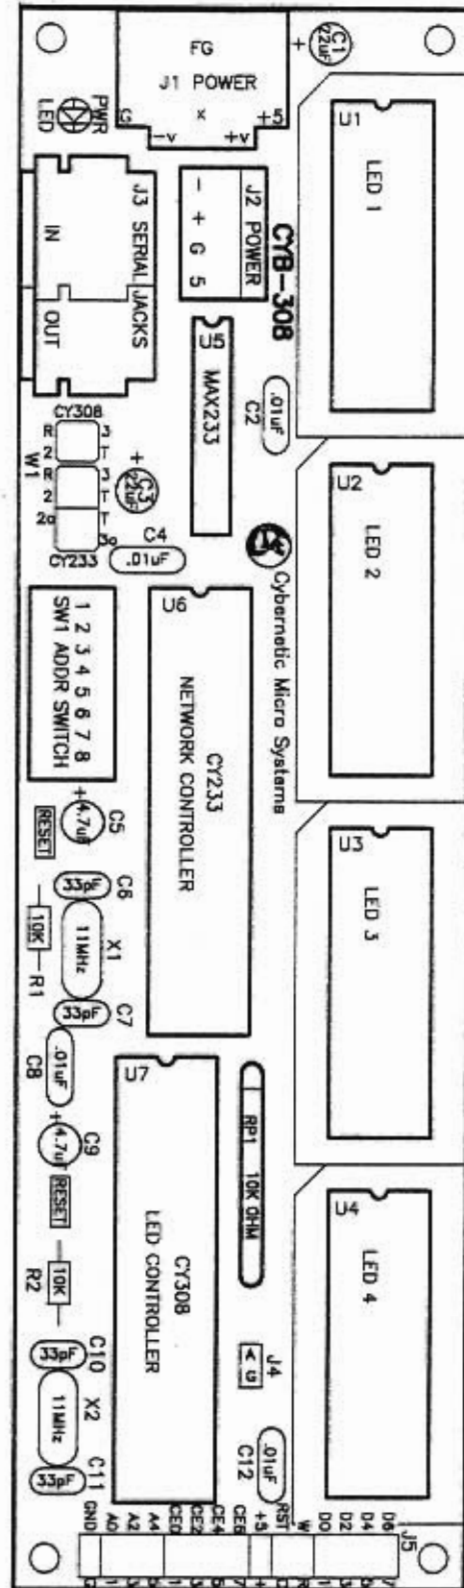 FG
J1 POWER
G
x
+5
-v
+v
+
C1
22uF
PWR
LED
J3 SERIAL JACKS
IN
OUT
J2 POWER
- + G 5
CYB-308
U1
LED 1
U5
MAX233
.01uF
C2
CY308
R
3
2
T
W1
R
3
2
T
2a
3a
CY233
+
C3
22uF
C4
.01uF
U2
LED 2
Cybernetic Micro Systems
1 2 3 4 5 6 7 8
SW1 ADDR SWITCH
U6
CY233
NETWORK CONTROLLER
+
4.7uF
C5
RESET
33pF
C6
10K
R1
11MHz
X1
33pF
C7
.01uF
C8
U3
LED 3
U7
CY308
LED CONTROLLER
RP1 10K OHM
+
4.7uF
C9
RESET
10K
R2
33pF
C10
11MHz
X2
33pF
C11
J4
A G
.01uF
C12
U4
LED 4
J5
GND
A0
A2
A4
CE0
CE2
CE4
CE6
+5
RST
W
D0
D2
D4
D6